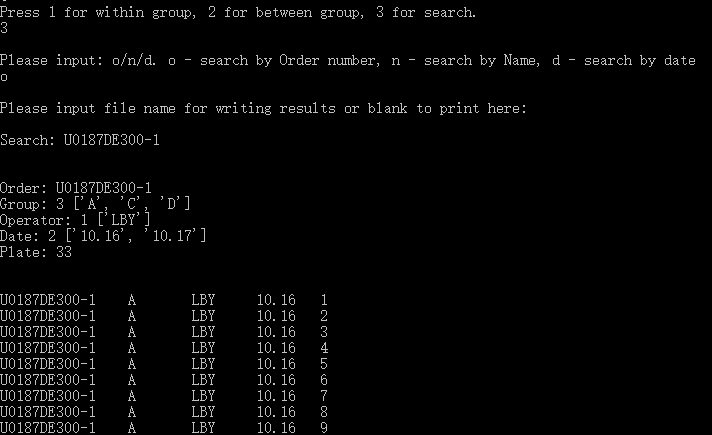 Press 1 for within group, 2 for between group, 3 for search.
3
Please input: o/n/d. o - search by Order number, n - search by Name, d - search by date
o
Please input file name for writing results or blank to print here:
Search: U0187DE300-1
Order: U0187DE300-1
Group: 3 ['A', 'C', 'D']
Operator: 1 ['LBY']
Date: 2 ['10.16', '10.17']
Plate: 33
U0187DE300-1 A LBY 10.16 1
U0187DE300-1 A LBY 10.16 2
U0187DE300-1 A LBY 10.16 3
U0187DE300-1 A LBY 10.16 4
U0187DE300-1 A LBY 10.16 5
U0187DE300-1 A LBY 10.16 6
U0187DE300-1 A LBY 10.16 7
U0187DE300-1 A LBY 10.16 8
U0187DE300-1 A LBY 10.16 9